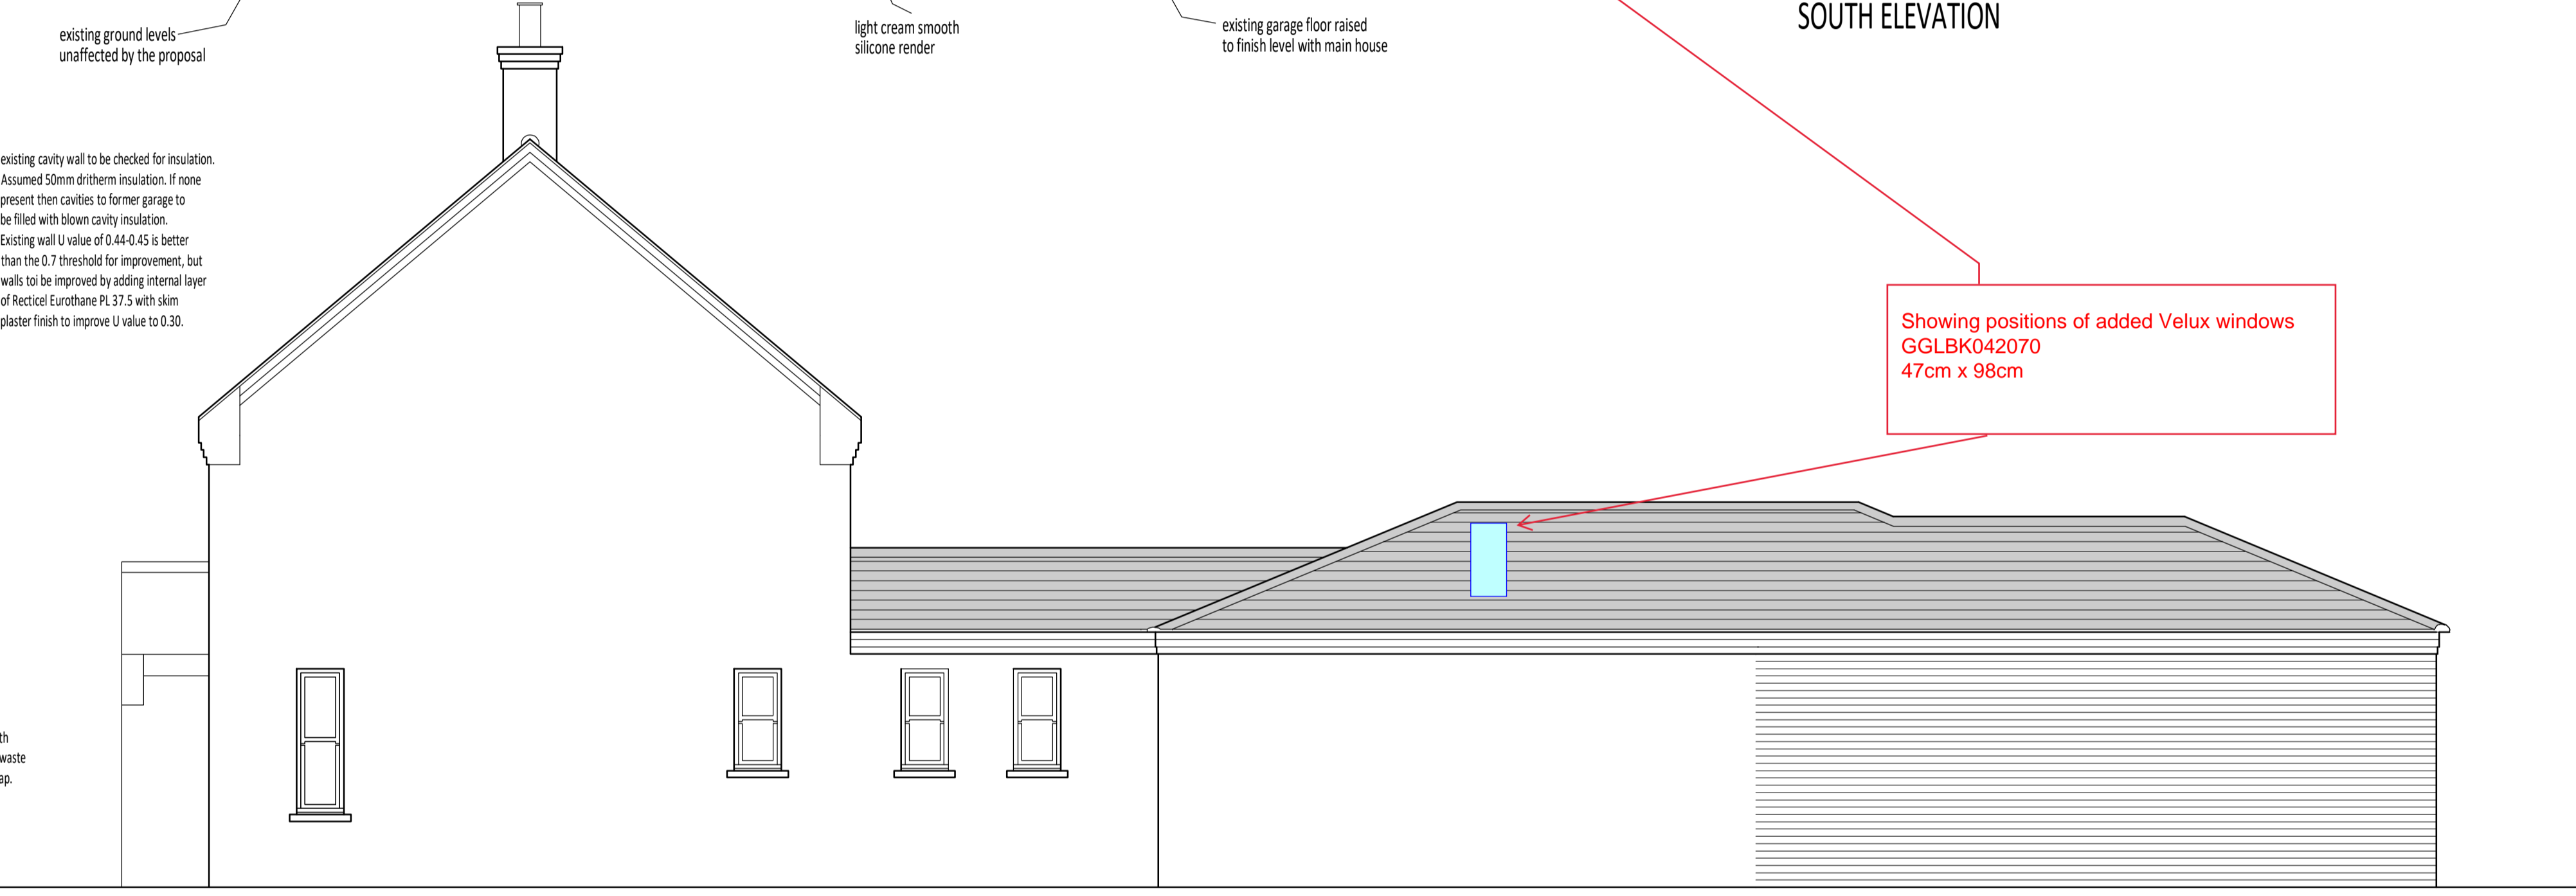 existing ground levels
unaffected by the proposal
light cream smooth
silicone render
existing garage floor raised
to finish level with main house
SOUTH ELEVATION
existing cavity wall to be checked for insulation.
Assumed 50mm dritherm insulation. If none
present then cavities to former garage to
be filled with blown cavity insulation.
Existing wall U value of 0.44-0.45 is better
than the 0.7 threshold for improvement, but
walls toi be improved by adding internal layer
of Recticel Eurothane PL 37.5 with skim
plaster finish to improve U value to 0.30.
Showing positions of added Velux windows
GGLBK042070
47cm x 98cm
th
waste
ap.